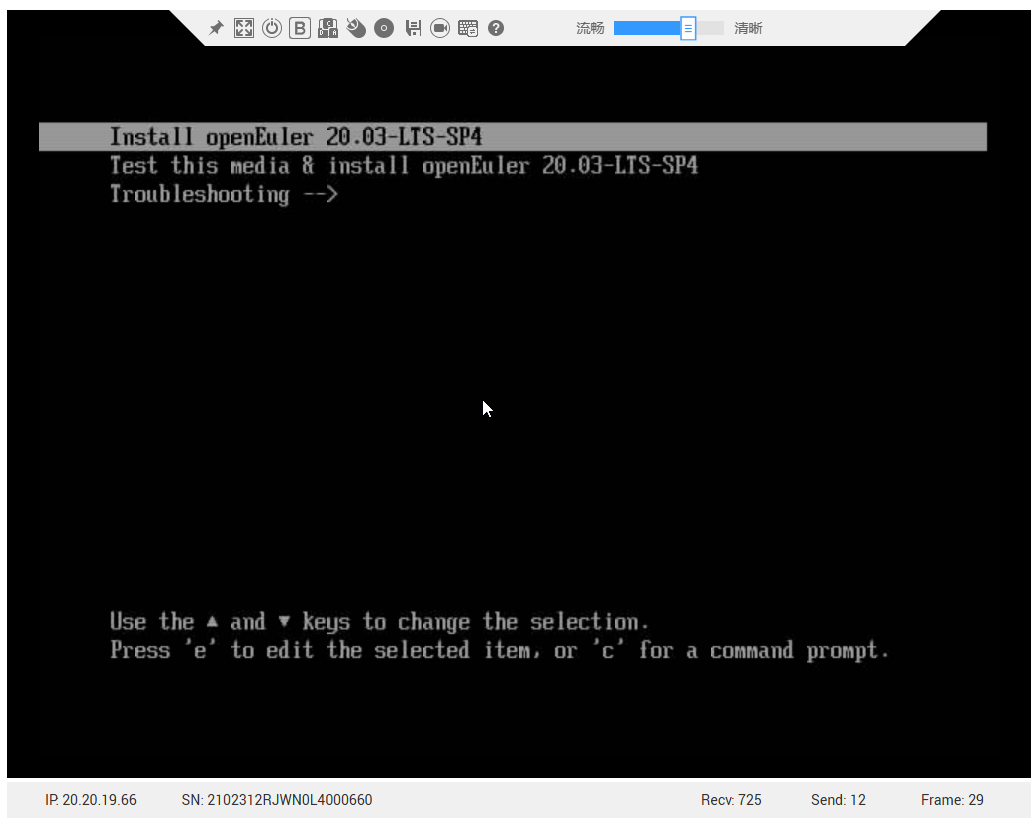 B
流畅 清晰
Install openEuler 20.03-LTS-SP4
Test this media & install openEuler 20.03-LTS-SP4
Troubleshooting -->
Use the ▲ and ▼ keys to change the selection.
Press 'e' to edit the selected item, or 'c' for a command prompt.
IP: 20.20.19.66 SN: 2102312RJWN0L4000660 Recv: 725 Send: 12 Frame: 29